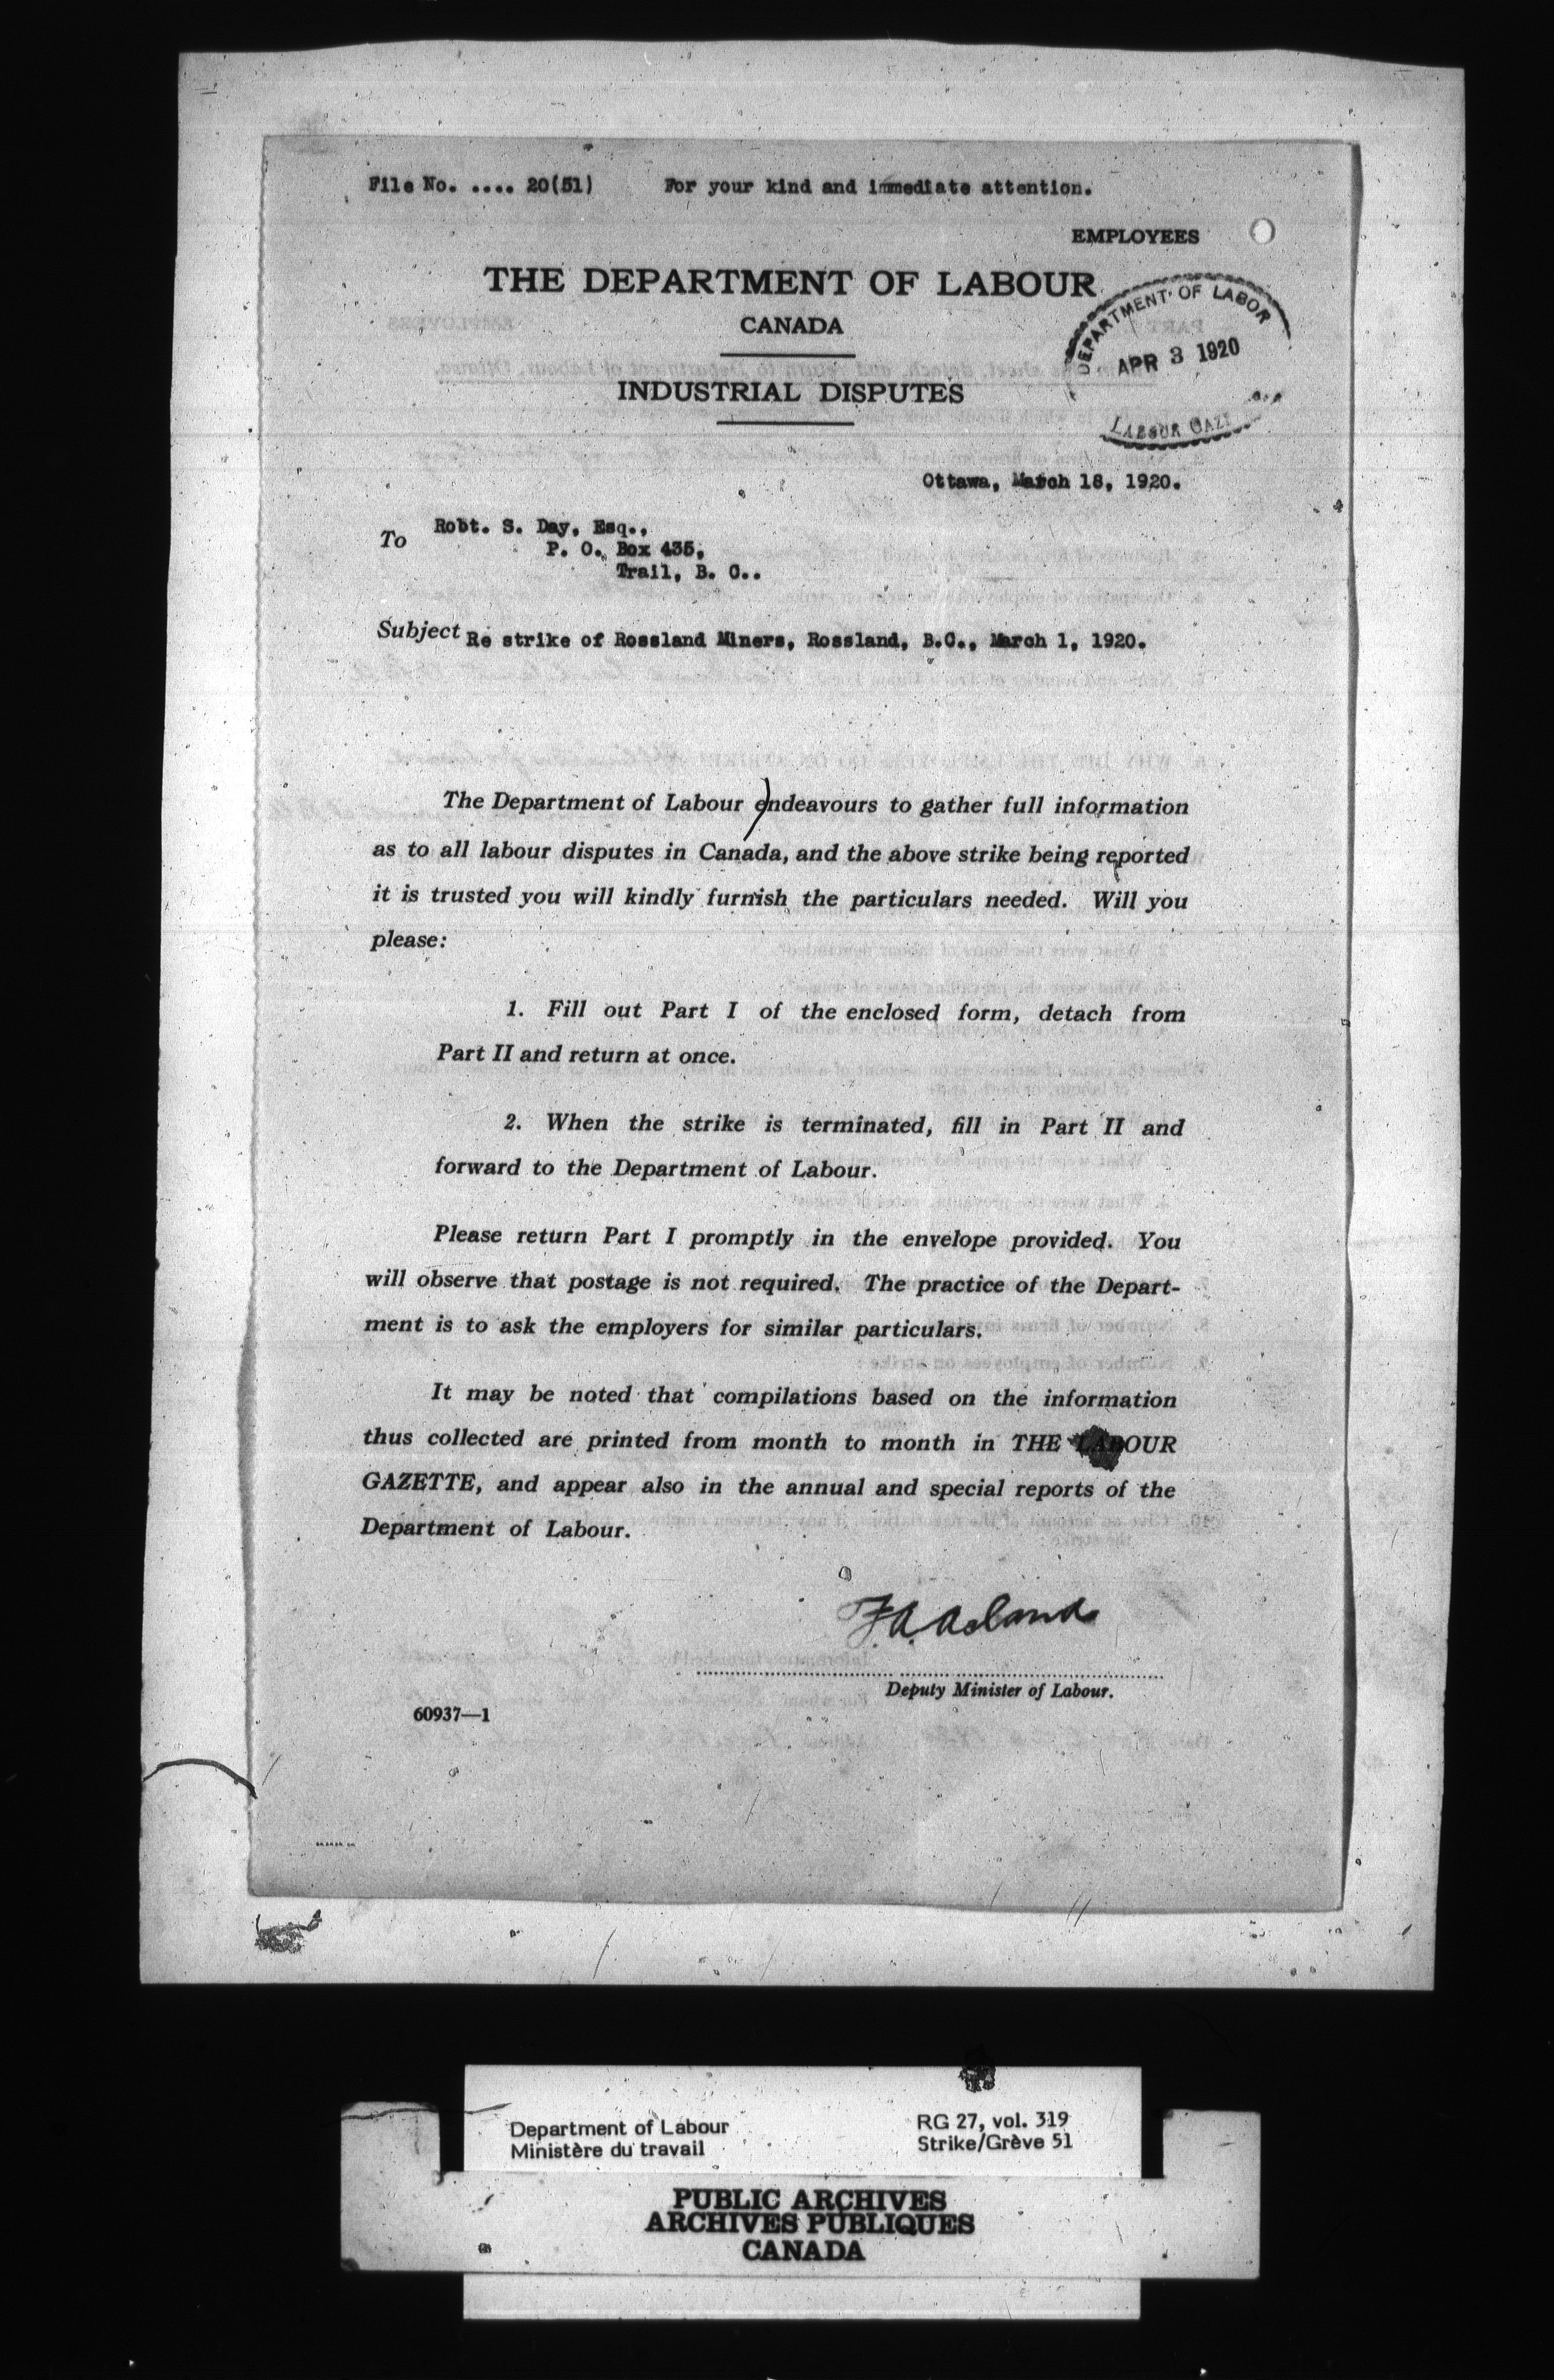 File No. .... 20(51) For your kind and immediate attention.
EMPLOYEES
THE DEPARTMENT OF LABOUR
CANADA
INDUSTRIAL DISPUTES
DEPARTMENT OF LABOR
APR 3 1920
LABOUR GAZ
Ottawa, March 18, 1920.
To Robt. S. Day, Esq.,
P. O. Box 435,
Trail, B. C..
Subject Re strike of Rossland Miners, Rossland, B.C., March 1, 1920.
The Department of Labour endeavours to gather full information
as to all labour disputes in Canada, and the above strike being reported
it is trusted you will kindly furnish the particulars needed. Will you
please:
1. Fill out Part I of the enclosed form, detach from
Part II and return at once.
2. When the strike is terminated, fill in Part II and
forward to the Department of Labour.
Please return Part I promptly in the envelope provided. You
will observe that postage is not required. The practice of the Depart-
ment is to ask the employers for similar particulars.
It may be noted that compilations based on the information
thus collected are printed from month to month in THE LABOUR
GAZETTE, and appear also in the annual and special reports of the
Department of Labour.
F. A. Acland
Deputy Minister of Labour.
60937—1
Department of Labour
Ministère du travail
RG 27, vol. 319
Strike/Grève 51
PUBLIC ARCHIVES
ARCHIVES PUBLIQUES
CANADA